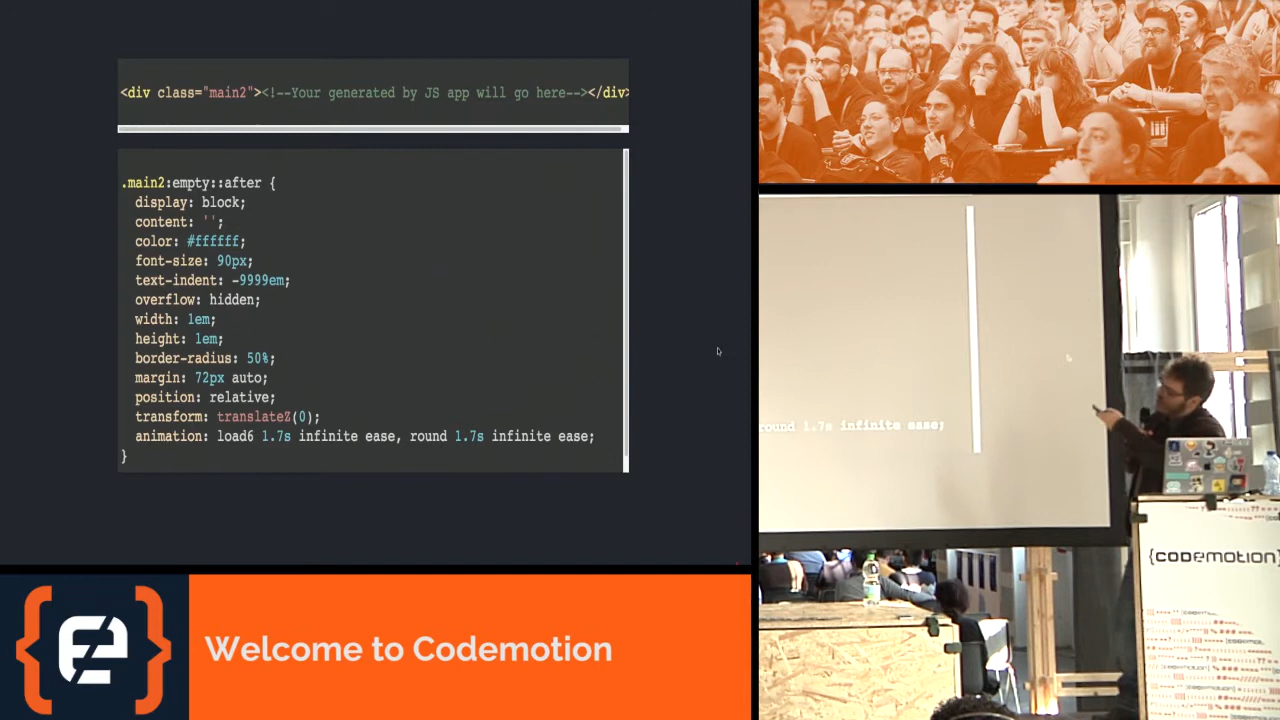 <div class="main2"><!--Your generated by JS app will go here--></div>
.main2:empty::after {
display: block;
content: '';
color: #ffffff;
font-size: 90px;
text-indent: -9999em;
overflow: hidden;
width: 1em;
height: 1em;
border-radius: 50%;
margin: 72px auto;
position: relative;
transform: translateZ(0);
animation: load6 1.7s infinite ease, round 1.7s infinite ease;
}
round 1.7s infinite ease;
{CODEMOTION}
Welcome to Codemotion